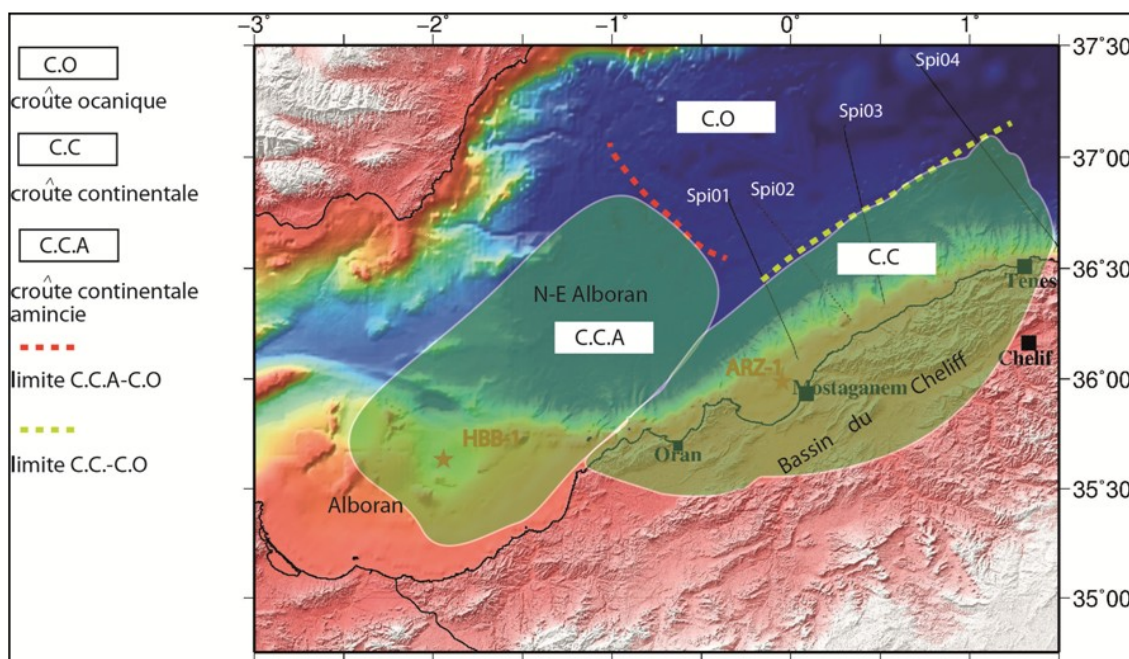 -3˚ -2˚ -1˚ 0˚ 1˚
37˚30'
37˚00'
36˚30'
36˚00'
35˚30'
35˚00'
C.O
croûte ocanique
C.C
croûte continentale
C.C.A
croûte continentale
amincie
limite C.C.A-C.O
limite C.C.-C.O
Spi04
C.O
Spi03
Spi01
Spi02
C.C
N-E Alboran
C.C.A
Tenes
Chelif
ARZ-1
Mostaganem
HBB-1
Oran
Bassin du Cheliff
Alboran